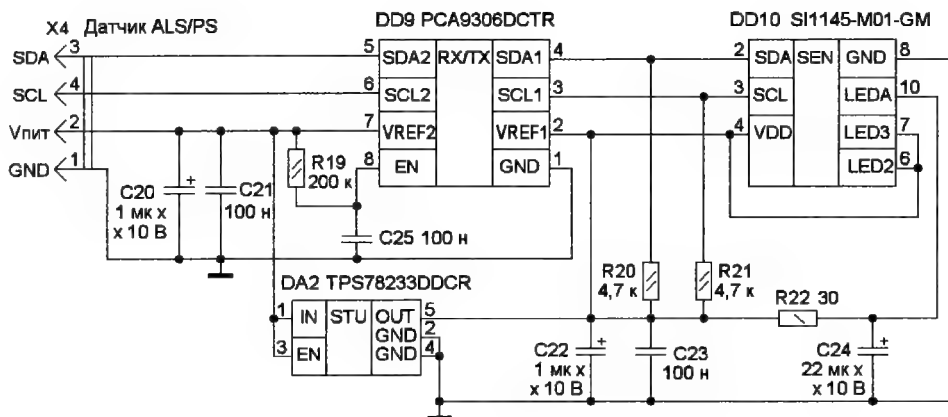 X4 Датчик ALS/PS
DD9 PCA9306DCTR
DD10 SI1145-M01-GM
SDA 3
SCL 4
Vпит 2
GND 1
5 SDA2 RX/TX SDA1 4
6 SCL2 SCL1 3
7 VREF2 VREF1 2
8 EN GND 1
2 SDA SEN GND 8
3 SCL LEDA 10
4 VDD LED3 7
LED2 6
R19
200 к
C20
1 мк x
x 10 В
C21
100 н
C25 100 н
DA2 TPS78233DDCR
1 IN STU OUT 5
GND 2
3 EN GND 4
R20
4,7 к
R21
4,7 к
R22 30
C22
1 мк x
x 10 В
C23
100 н
C24
22 мк x
x 10 В